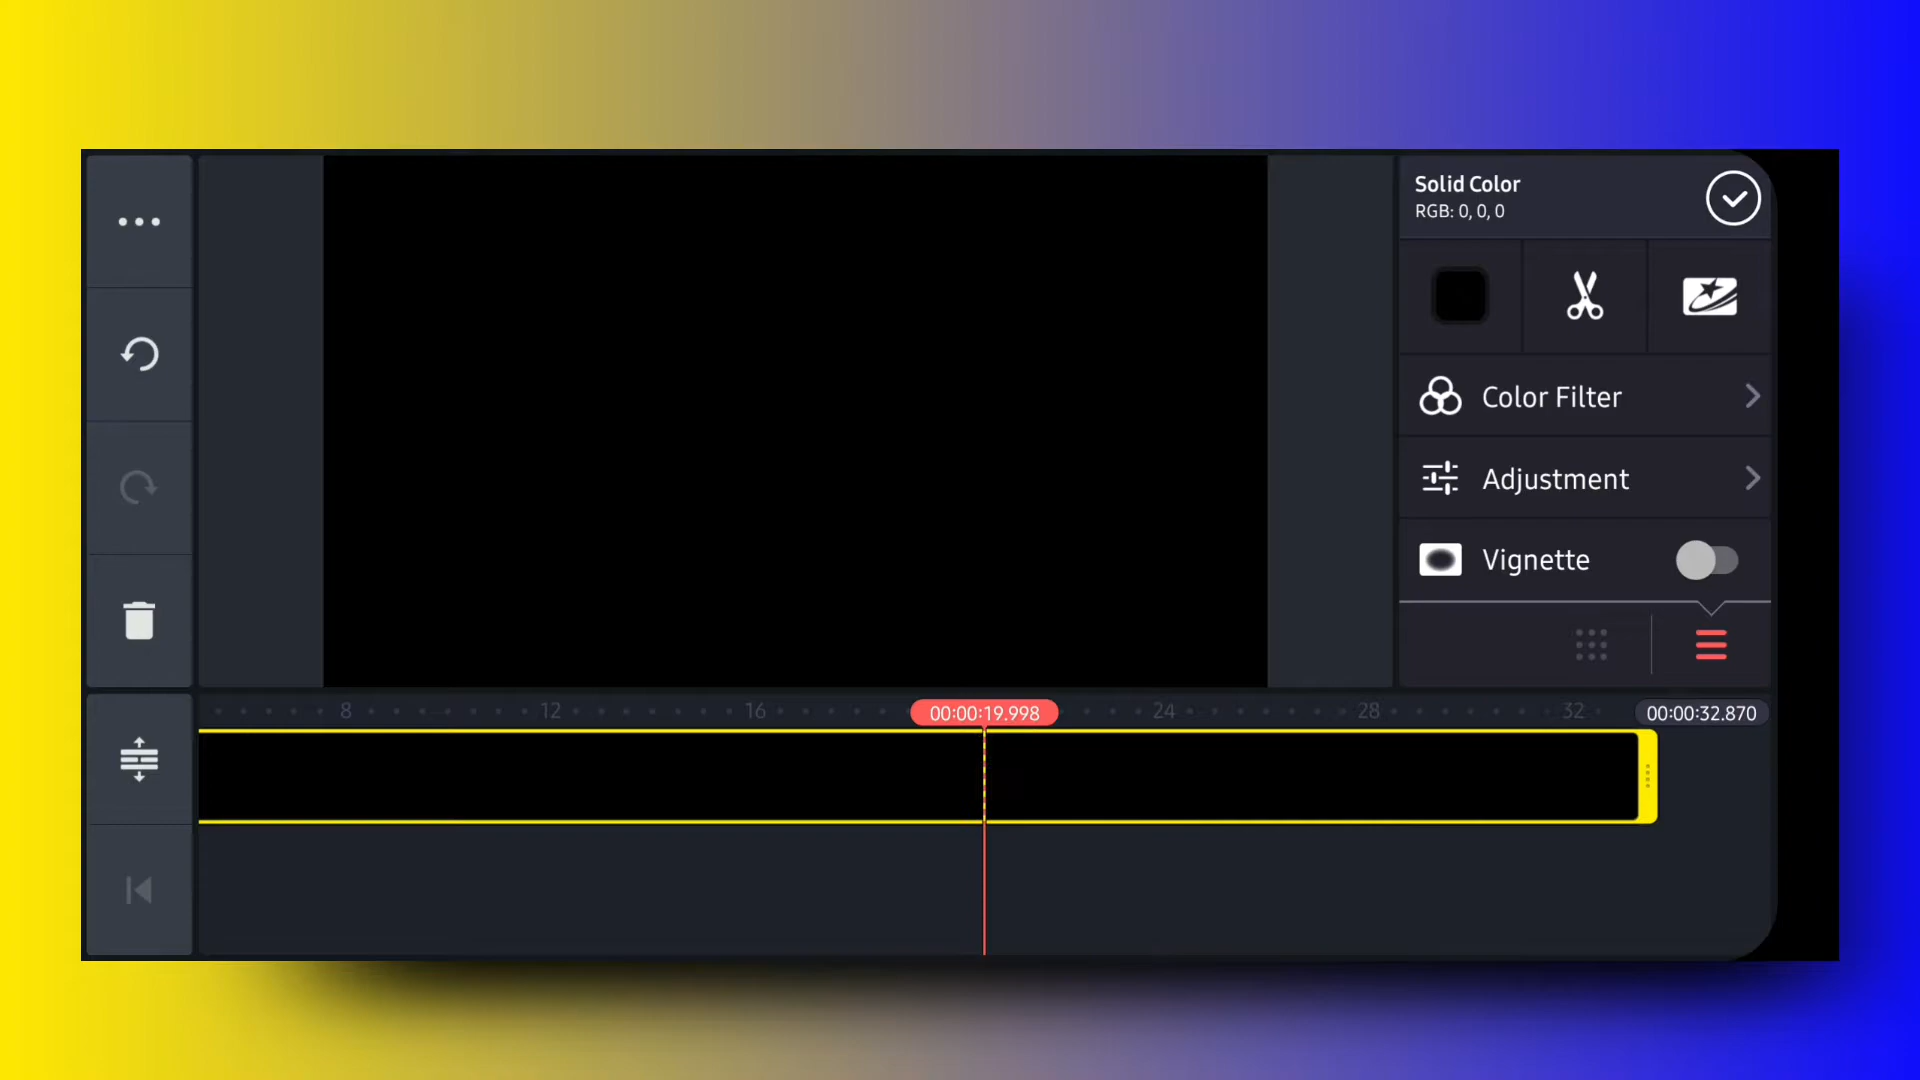 Solid Color
RGB: 0, 0, 0
Color Filter
Adjustment
Vignette
8 12 16 00:00:19.998 24 28 32 00:00:32.870